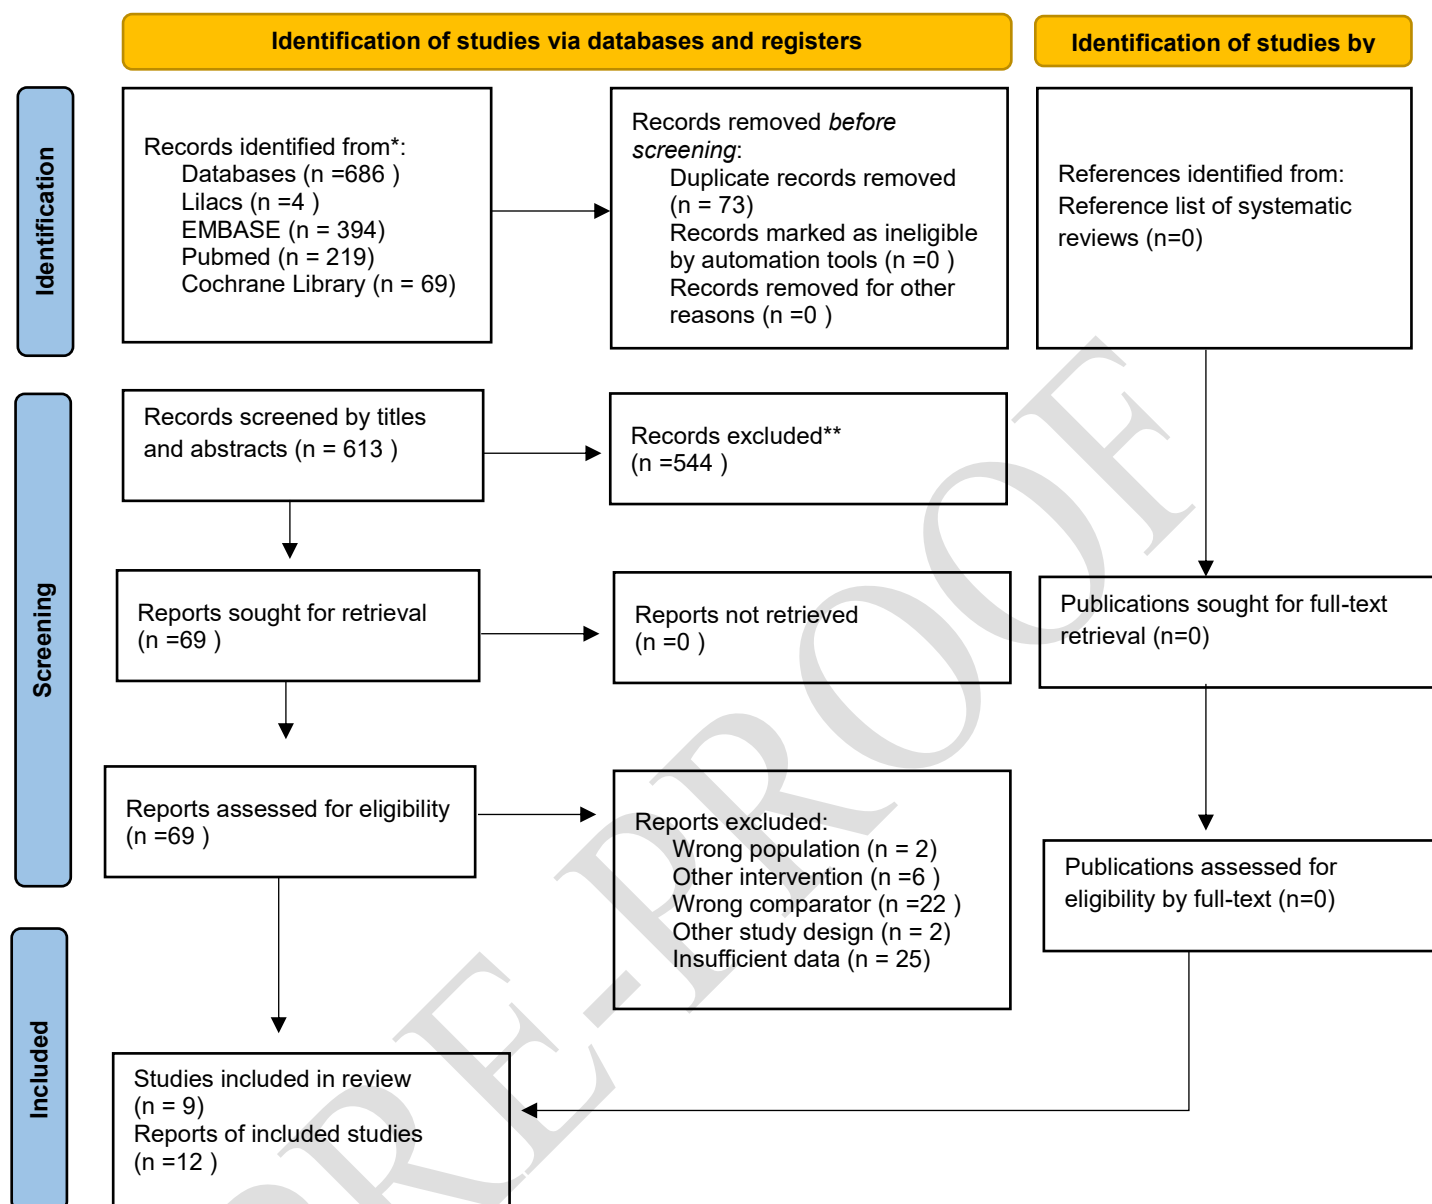 Identification of studies via databases and registers
Identification of studies by
Identification
Records identified from*:
Databases (n =686 )
Lilacs (n =4 )
EMBASE (n = 394)
Pubmed (n = 219)
Cochrane Library (n = 69)
Records removed before
screening:
Duplicate records removed
(n = 73)
Records marked as ineligible
by automation tools (n =0 )
Records removed for other
reasons (n =0 )
References identified from:
Reference list of systematic
reviews (n=0)
Screening
Records screened by titles
and abstracts (n = 613 )
Records excluded**
(n =544 )
Reports sought for retrieval
(n =69 )
Reports not retrieved
(n =0 )
Publications sought for full-text
retrieval (n=0)
Reports assessed for eligibility
(n =69 )
Reports excluded:
Wrong population (n = 2)
Other intervention (n =6 )
Wrong comparator (n =22 )
Other study design (n = 2)
Insufficient data (n = 25)
Publications assessed for
eligibility by full-text (n=0)
Included
Studies included in review
(n = 9)
Reports of included studies
(n =12 )
PRE-PROOF